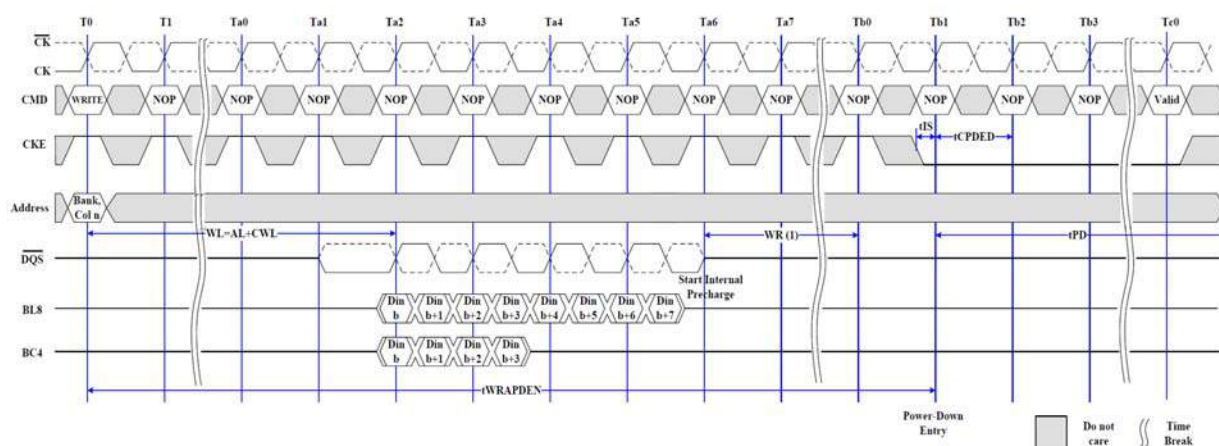 T0 T1 Ta0 Ta1 Ta2 Ta3 Ta4 Ta5 Ta6 Ta7 Tb0 Tb1 Tb2 Tb3 Tc0
CK
CK
CMD WRITE NOP NOP NOP NOP NOP NOP NOP NOP NOP NOP NOP NOP NOP Valid
tIS
tCPDED
CKE
Address Bank,
Col n
WL=AL+CWL WR (1) tPD
DQS
Start Internal
Precharge
BL8 Din b Din b+1 Din b+2 Din b+3 Din b+4 Din b+5 Din b+6 Din b+7
BC4 Din b Din b+1 Din b+2 Din b+3
tWRAPDEN
Power-Down
Entry
Do not
care
Time
Break